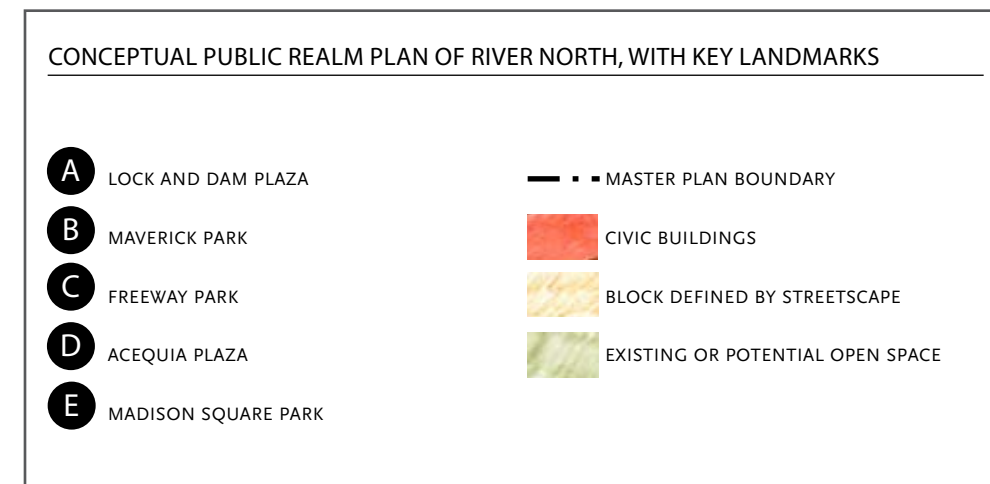 CONCEPTUAL PUBLIC REALM PLAN OF RIVER NORTH, WITH KEY LANDMARKS
A LOCK AND DAM PLAZA
B MAVERICK PARK
C FREEWAY PARK
D ACEQUIA PLAZA
E MADISON SQUARE PARK
MASTER PLAN BOUNDARY
CIVIC BUILDINGS
BLOCK DEFINED BY STREETSCAPE
EXISTING OR POTENTIAL OPEN SPACE